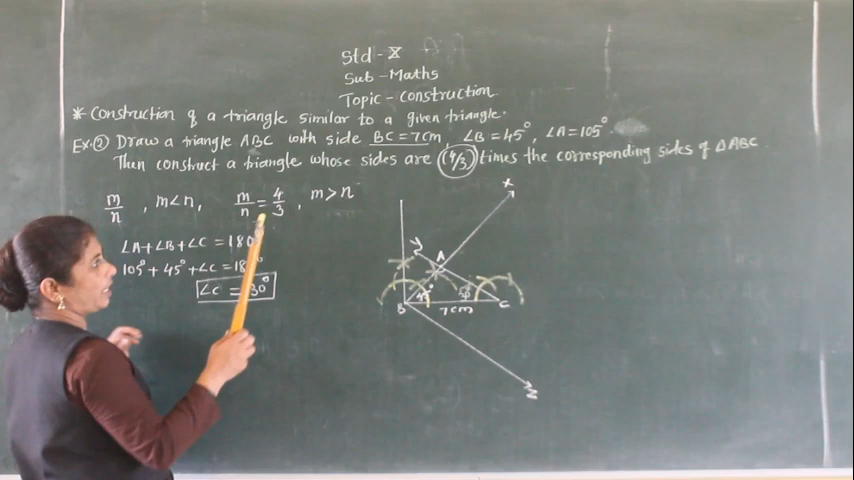 Std - X
Sub - Maths
Topic - Construction
* Construction of a triangle similar to a given triangle.
Ex.② Draw a triangle ABC with side BC = 7cm, ∠B = 45°, ∠A = 105°.
Then construct a triangle whose sides are (4/3) times the corresponding sides of ΔABC.
m/n , m<n, m/n = 4/3 , m>n
∠A+∠B+∠C = 180°
105° + 45° + ∠C = 180°
∠C = 30°
X
Y
A
45°
B
7cm
C
Z